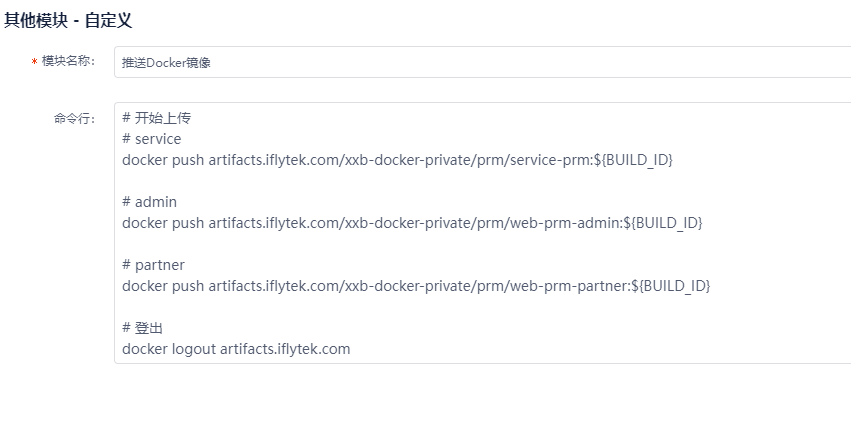 其他模块 - 自定义
* 模块名称： 推送Docker镜像
命令行： # 开始上传
# service
docker push artifacts.iflytek.com/xxb-docker-private/prm/service-prm:${BUILD_ID}
# admin
docker push artifacts.iflytek.com/xxb-docker-private/prm/web-prm-admin:${BUILD_ID}
# partner
docker push artifacts.iflytek.com/xxb-docker-private/prm/web-prm-partner:${BUILD_ID}
# 登出
docker logout artifacts.iflytek.com